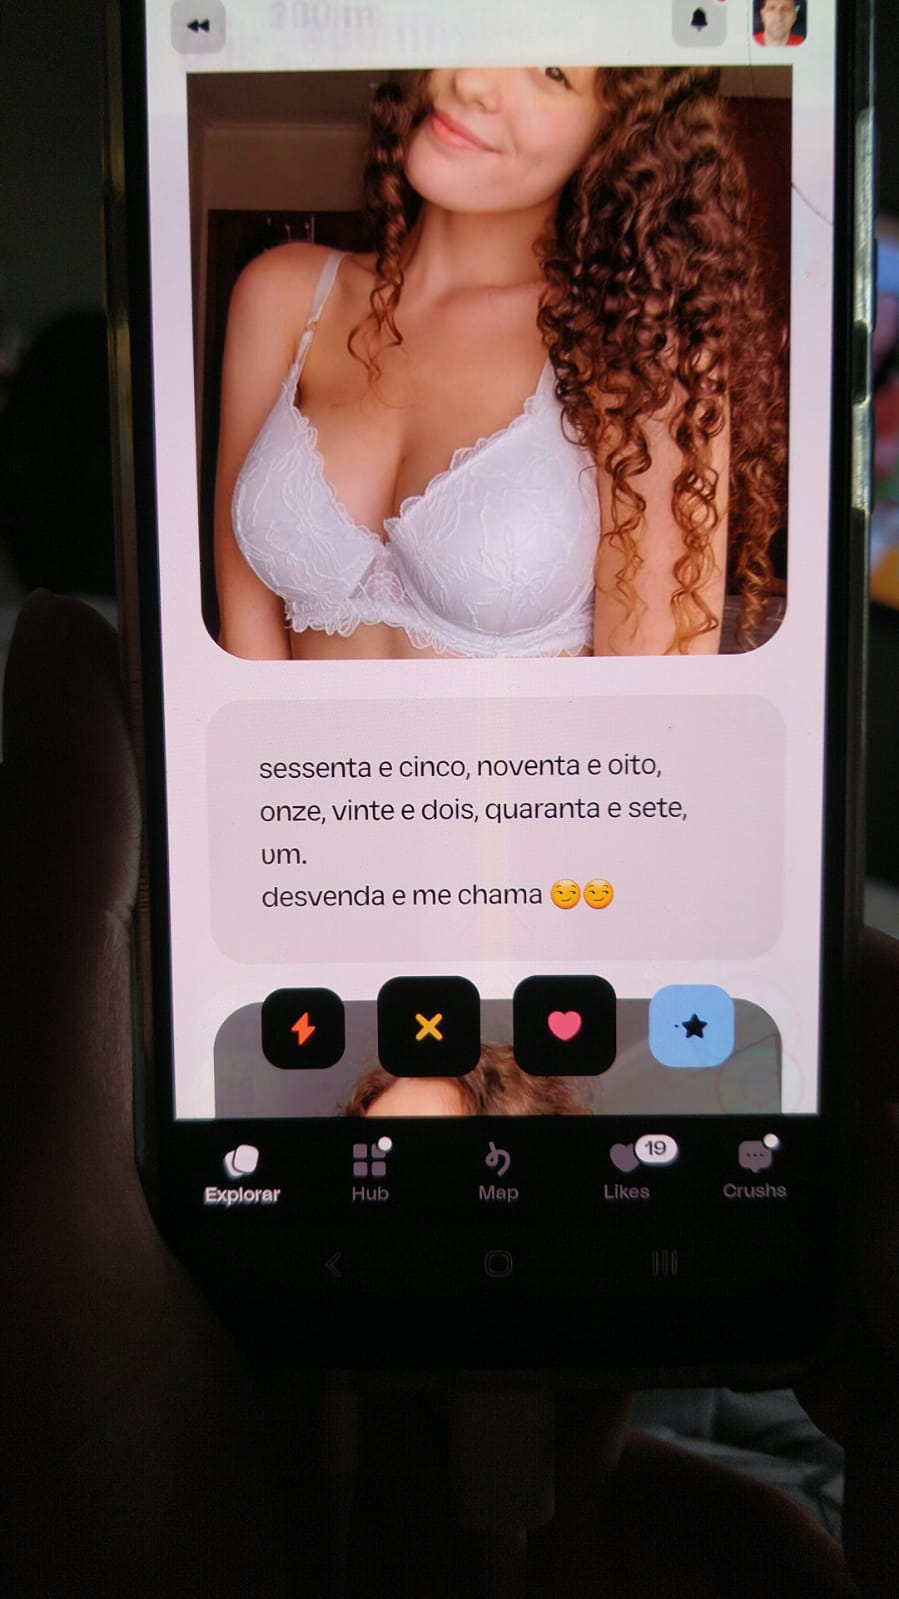 sessenta e cinco, noventa e oito,
onze, vinte e dois, quaranta e sete,
um.
desvenda e me chama 😏😏
19
Explorar
Hub
Map
Likes
Crushs